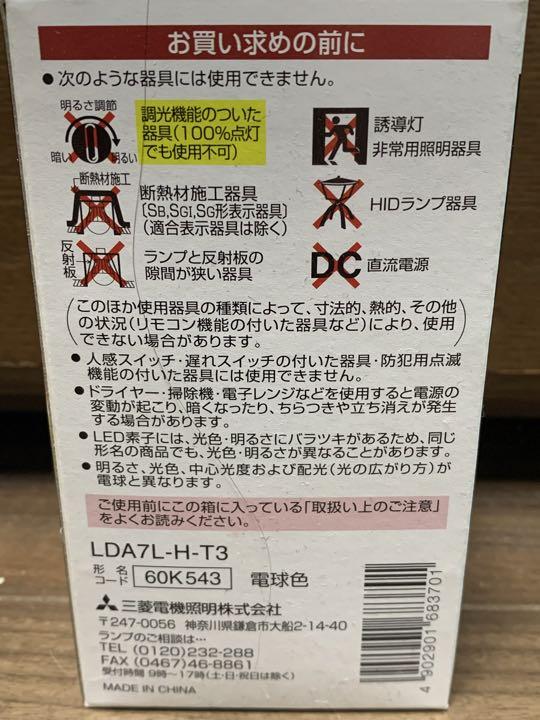 お買い求めの前に
●次のような器具には使用できません。
明るさ調節
暗い
明るい
調光機能のついた
器具(100%点灯
でも使用不可)
誘導灯
非常用照明器具
断熱材施工
断熱材施工器具
〔SB,SGI,SG形表示器具〕
(適合表示器具は除く)
HIDランプ器具
反射板
ランプと反射板の
隙間が狭い器具
DC
直流電源
(このほか使用器具の種類によって、寸法的、熱的、その他
の状況(リモコン機能の付いた器具など)により、使用
できない場合があります。)
●人感スイッチ・遅れスイッチの付いた器具・防犯用点滅
機能の付いた器具には使用できません。
●ドライヤー・掃除機・電子レンジなどを使用すると電源の
変動が起こり、暗くなったり、ちらつきや立ち消えが発生
する場合があります。
●LED素子には、光色・明るさにバラツキがあるため、同じ
形名の商品でも、光色・明るさが異なることがあります。
●明るさ、光色、中心光度および配光(光の広がり方)が
電球と異なります。
ご使用前にこの箱に入っている「取扱い上のご注意」
をよくお読みください。
LDA7L-H-T3
形名
コード
60K543
電球色
三菱電機照明株式会社
〒247-0056 神奈川県鎌倉市大船2-14-40
ランプのご相談は…
TEL (0120)232-288
FAX (0467)46-8861
受付時間 9時〜17時(土・日・祝日は除く)
MADE IN CHINA
4 902901 683701